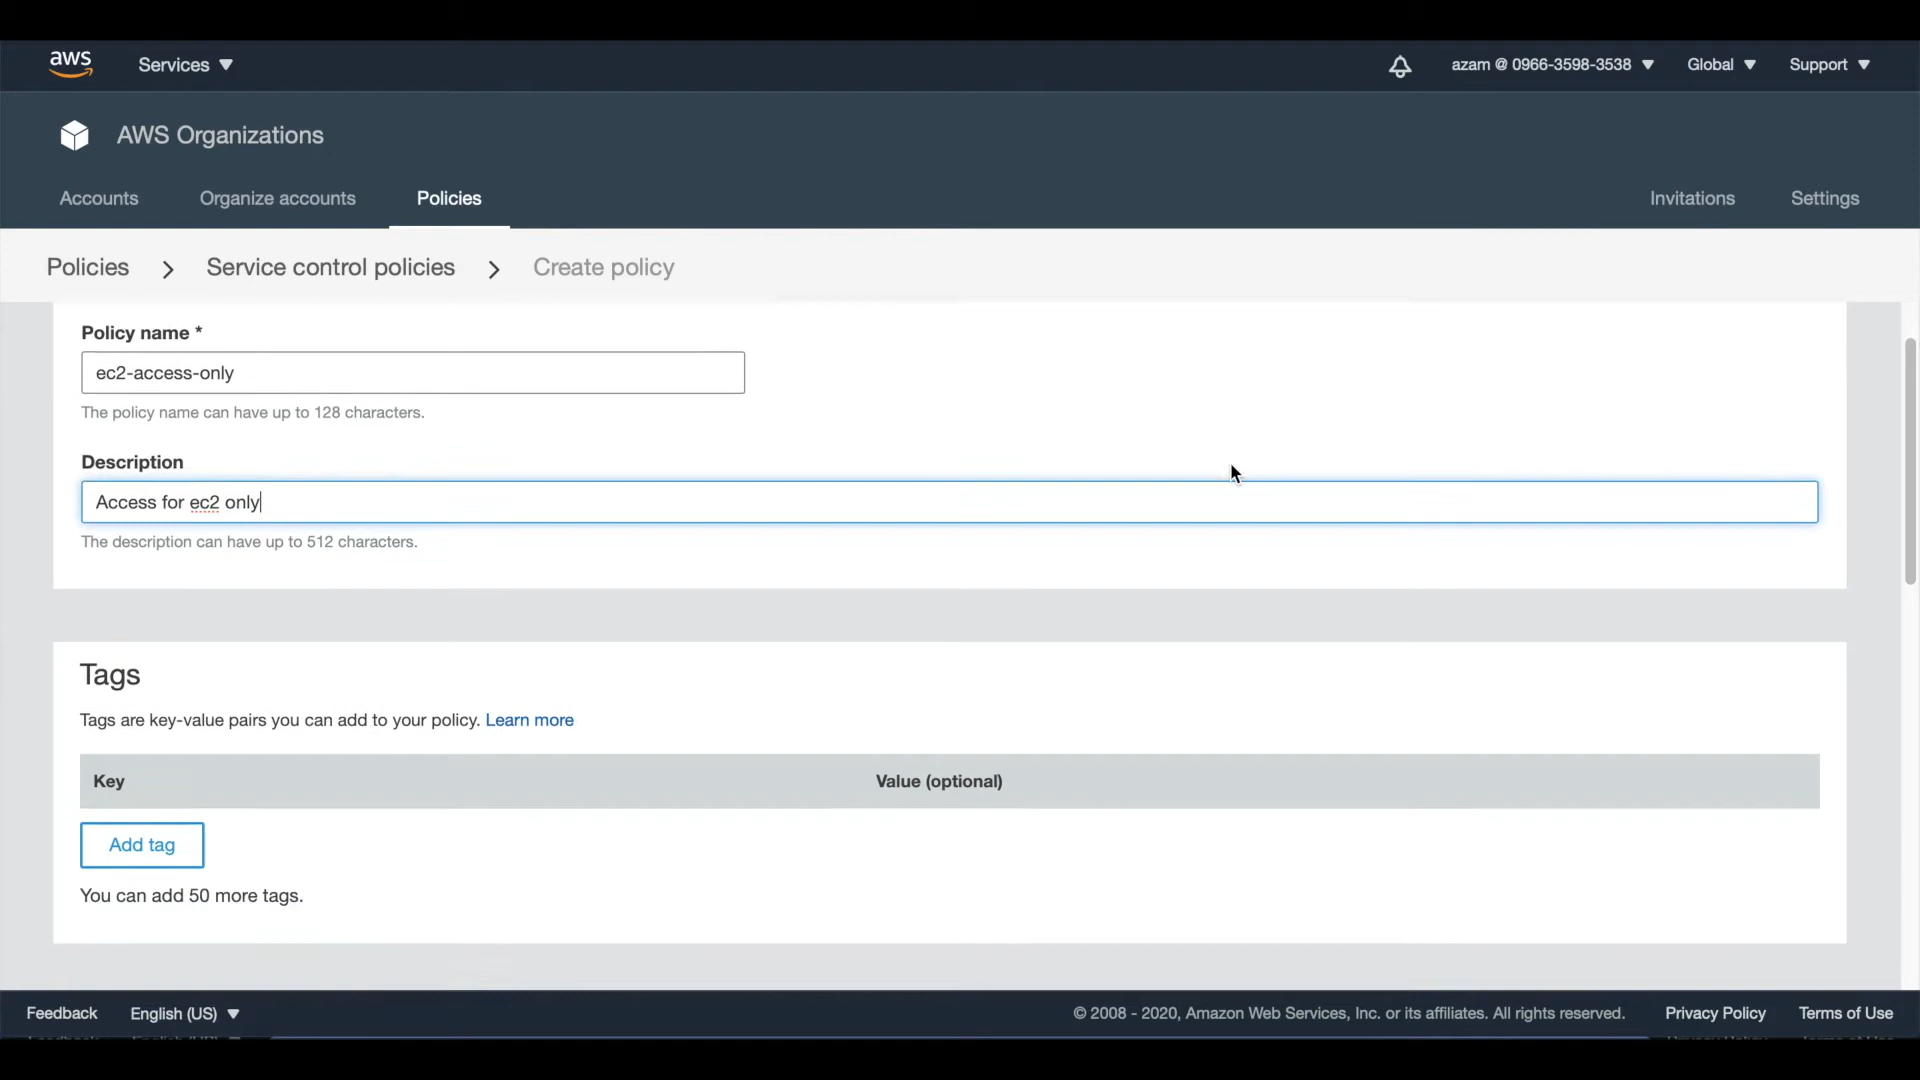 aws
Services
azam @ 0966-3598-3538
Global
Support
AWS Organizations
Accounts
Organize accounts
Policies
Invitations
Settings
Policies
Service control policies
Create policy
Policy name *
ec2-access-only
The policy name can have up to 128 characters.
Description
Access for ec2 only
The description can have up to 512 characters.
Tags
Tags are key-value pairs you can add to your policy. Learn more
Key
Value (optional)
Add tag
You can add 50 more tags.
Feedback
English (US)
© 2008 - 2020, Amazon Web Services, Inc. or its affiliates. All rights reserved.
Privacy Policy
Terms of Use